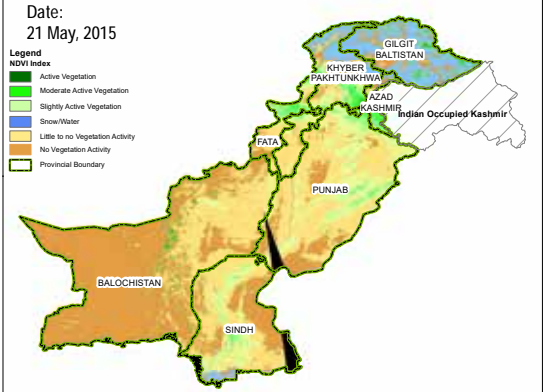 Date:
21 May, 2015
Legend
NDVI Index
Active Vegetation
Moderate Active Vegetation
Slightly Active Vegetation
Snow/Water
Little to no Vegetation Activity
No Vegetation Activity
Provincial Boundary
GILGIT
BALTISTAN
KHYBER
PAKHTUNKHWA
AZAD
KASHMIR
Indian Occupied Kashmir
FATA
PUNJAB
BALOCHISTAN
SINDH